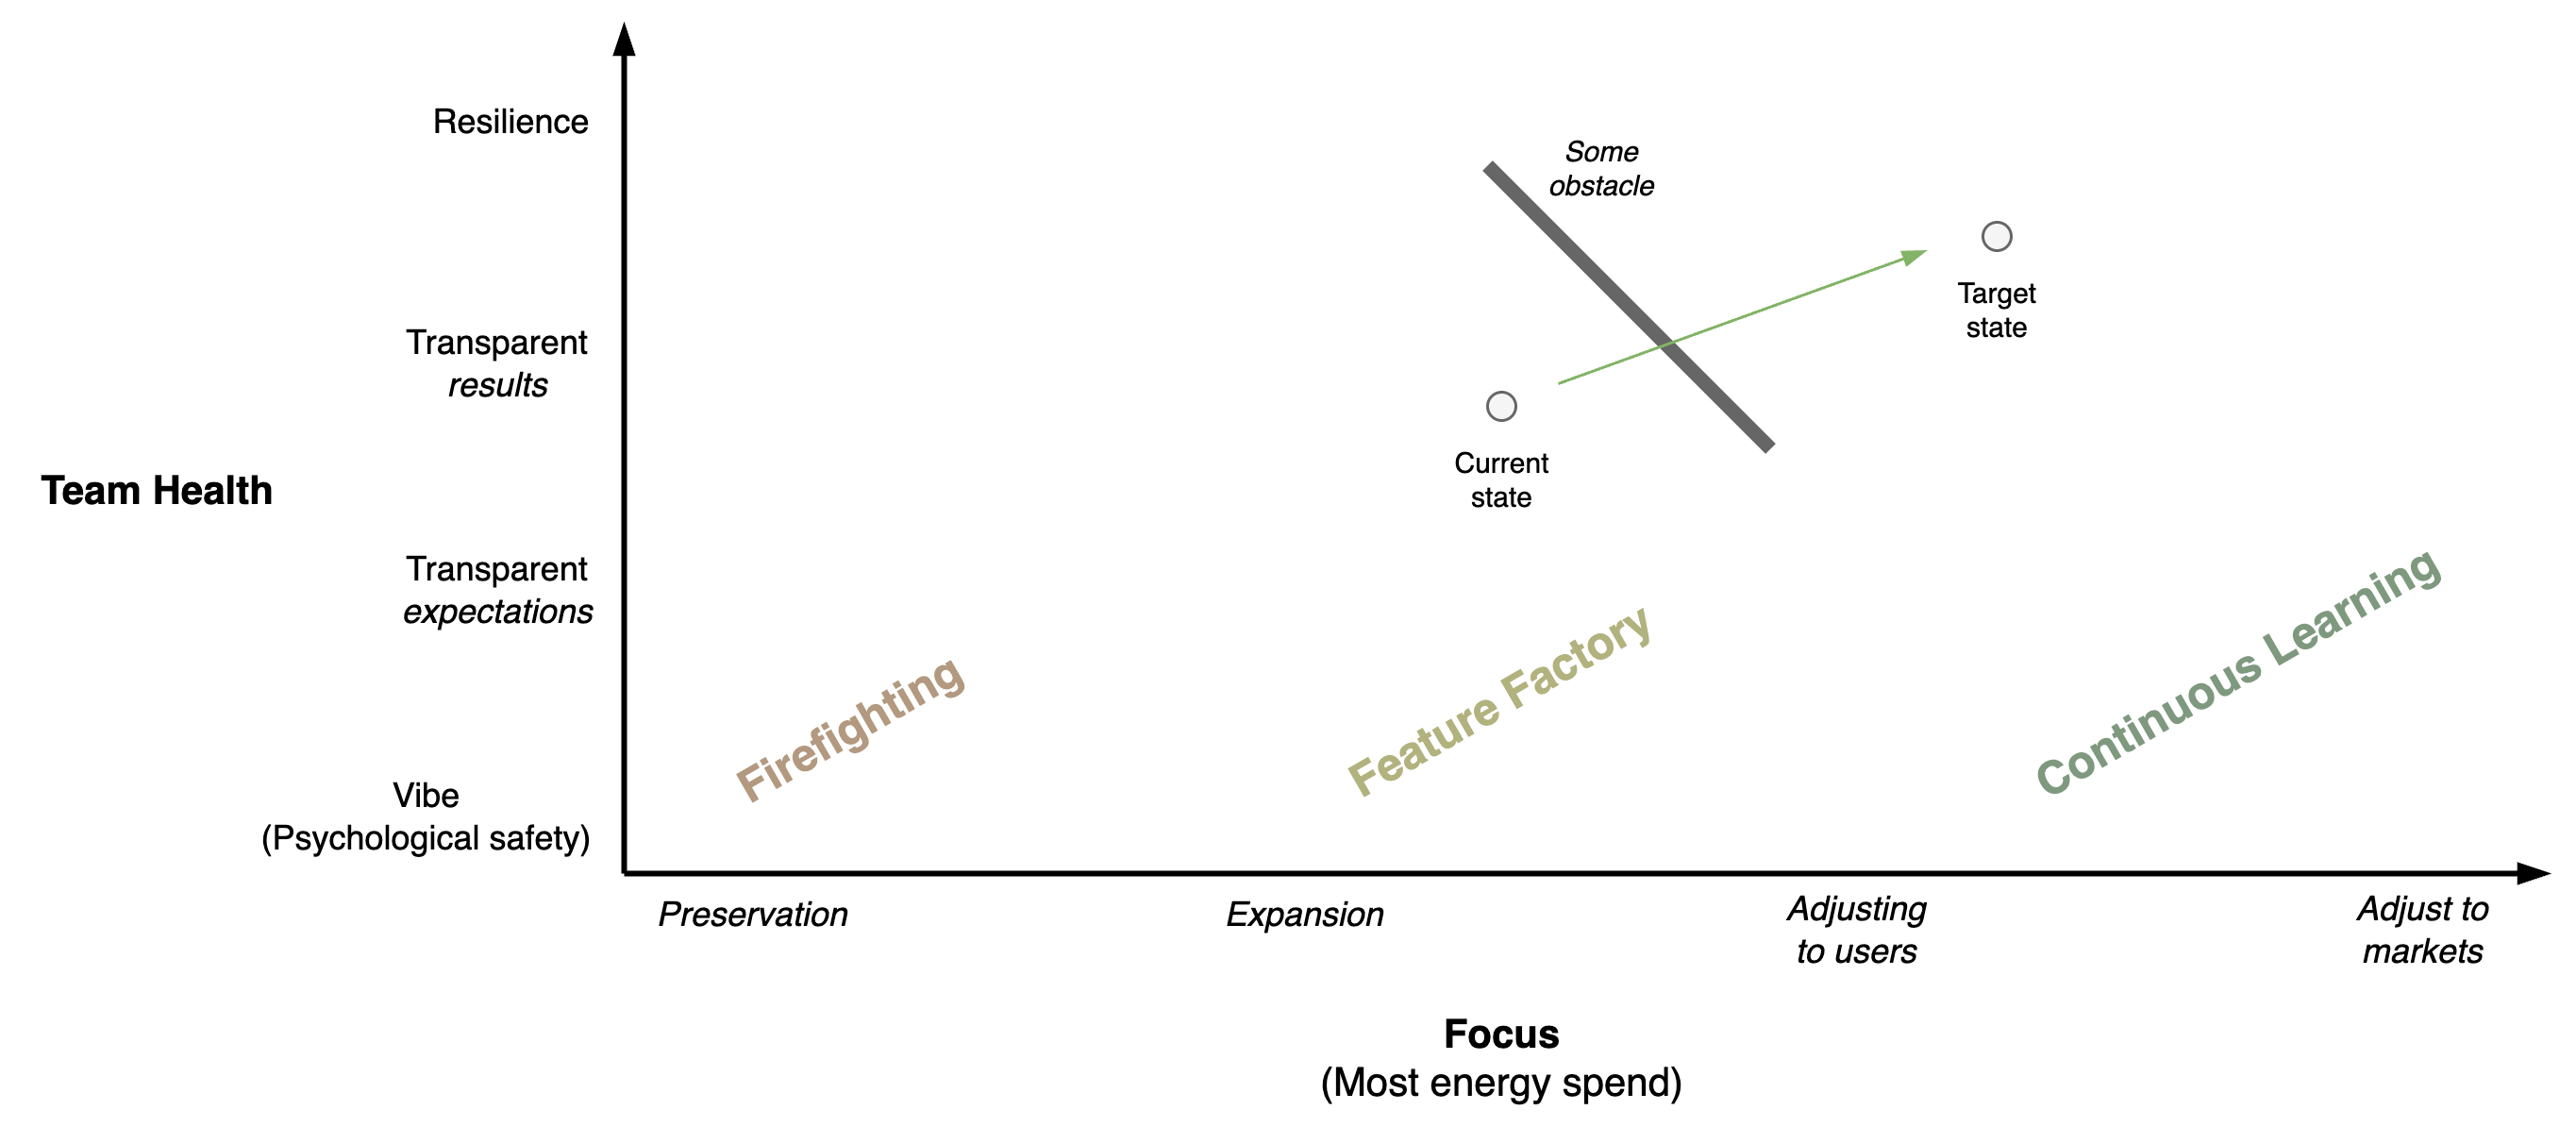 Resilience
Some
obstacle
Target
state
Transparent
results
Current
state
Team Health
Transparent
expectations
Firefighting
Feature Factory
Continuous Learning
Vibe
(Psychological safety)
Preservation
Expansion
Adjusting
to users
Adjust to
markets
Focus
(Most energy spend)